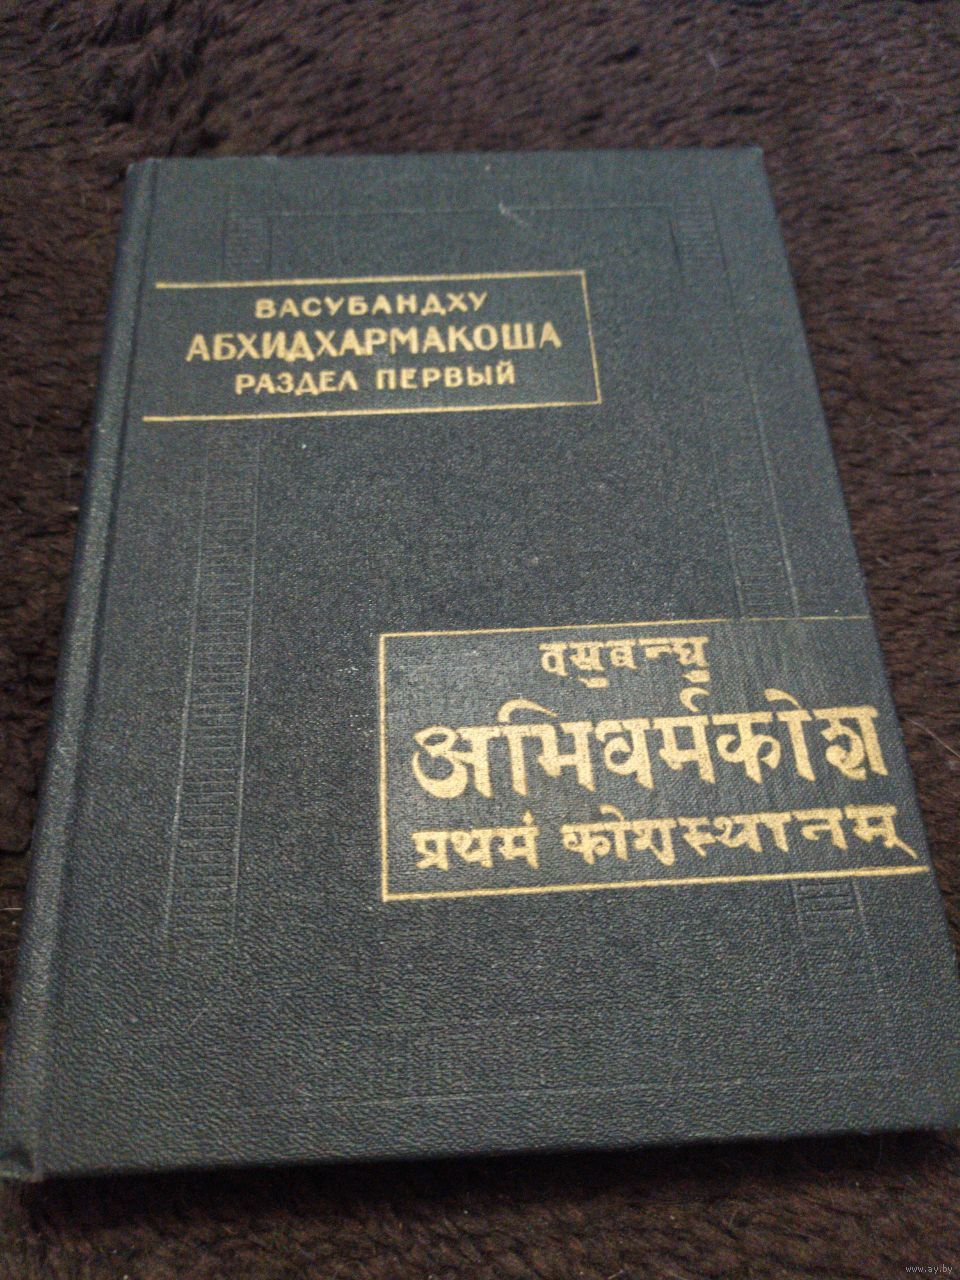 ВАСУБАНДХУ
АБХИДХАРМАКОША
РАЗДЕЛ ПЕРВЫЙ
वसुबन्धु
अभिधर्मकोश
प्रथमं कोशस्थानम्
www.ay.by